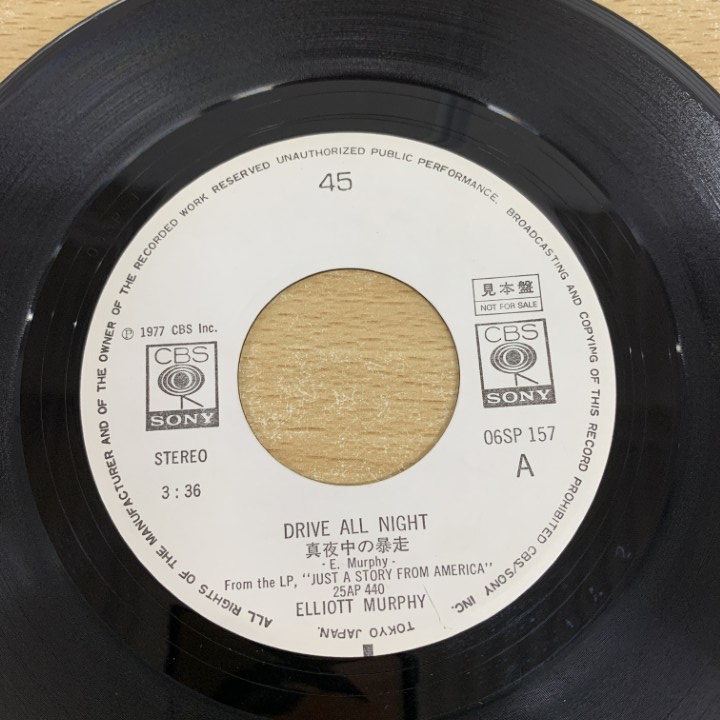 ALL RIGHTS OF THE MANUFACTURER AND OF THE OWNER OF THE RECORDED WORK RESERVED UNAUTHORIZED PUBLIC PERFORMANCE, BROADCASTING AND COPYING OF THIS RECORD PROHIBITED CBS/SONY INC. TOKYO JAPAN.
45
見本盤
NOT FOR SALE
℗ 1977 CBS Inc.
CBS
SONY
CBS
SONY
STEREO
3 : 36
06SP 157
A
DRIVE ALL NIGHT
真夜中の暴走
- E. Murphy -
From the LP, "JUST A STORY FROM AMERICA"
25AP 440
ELLIOTT MURPHY